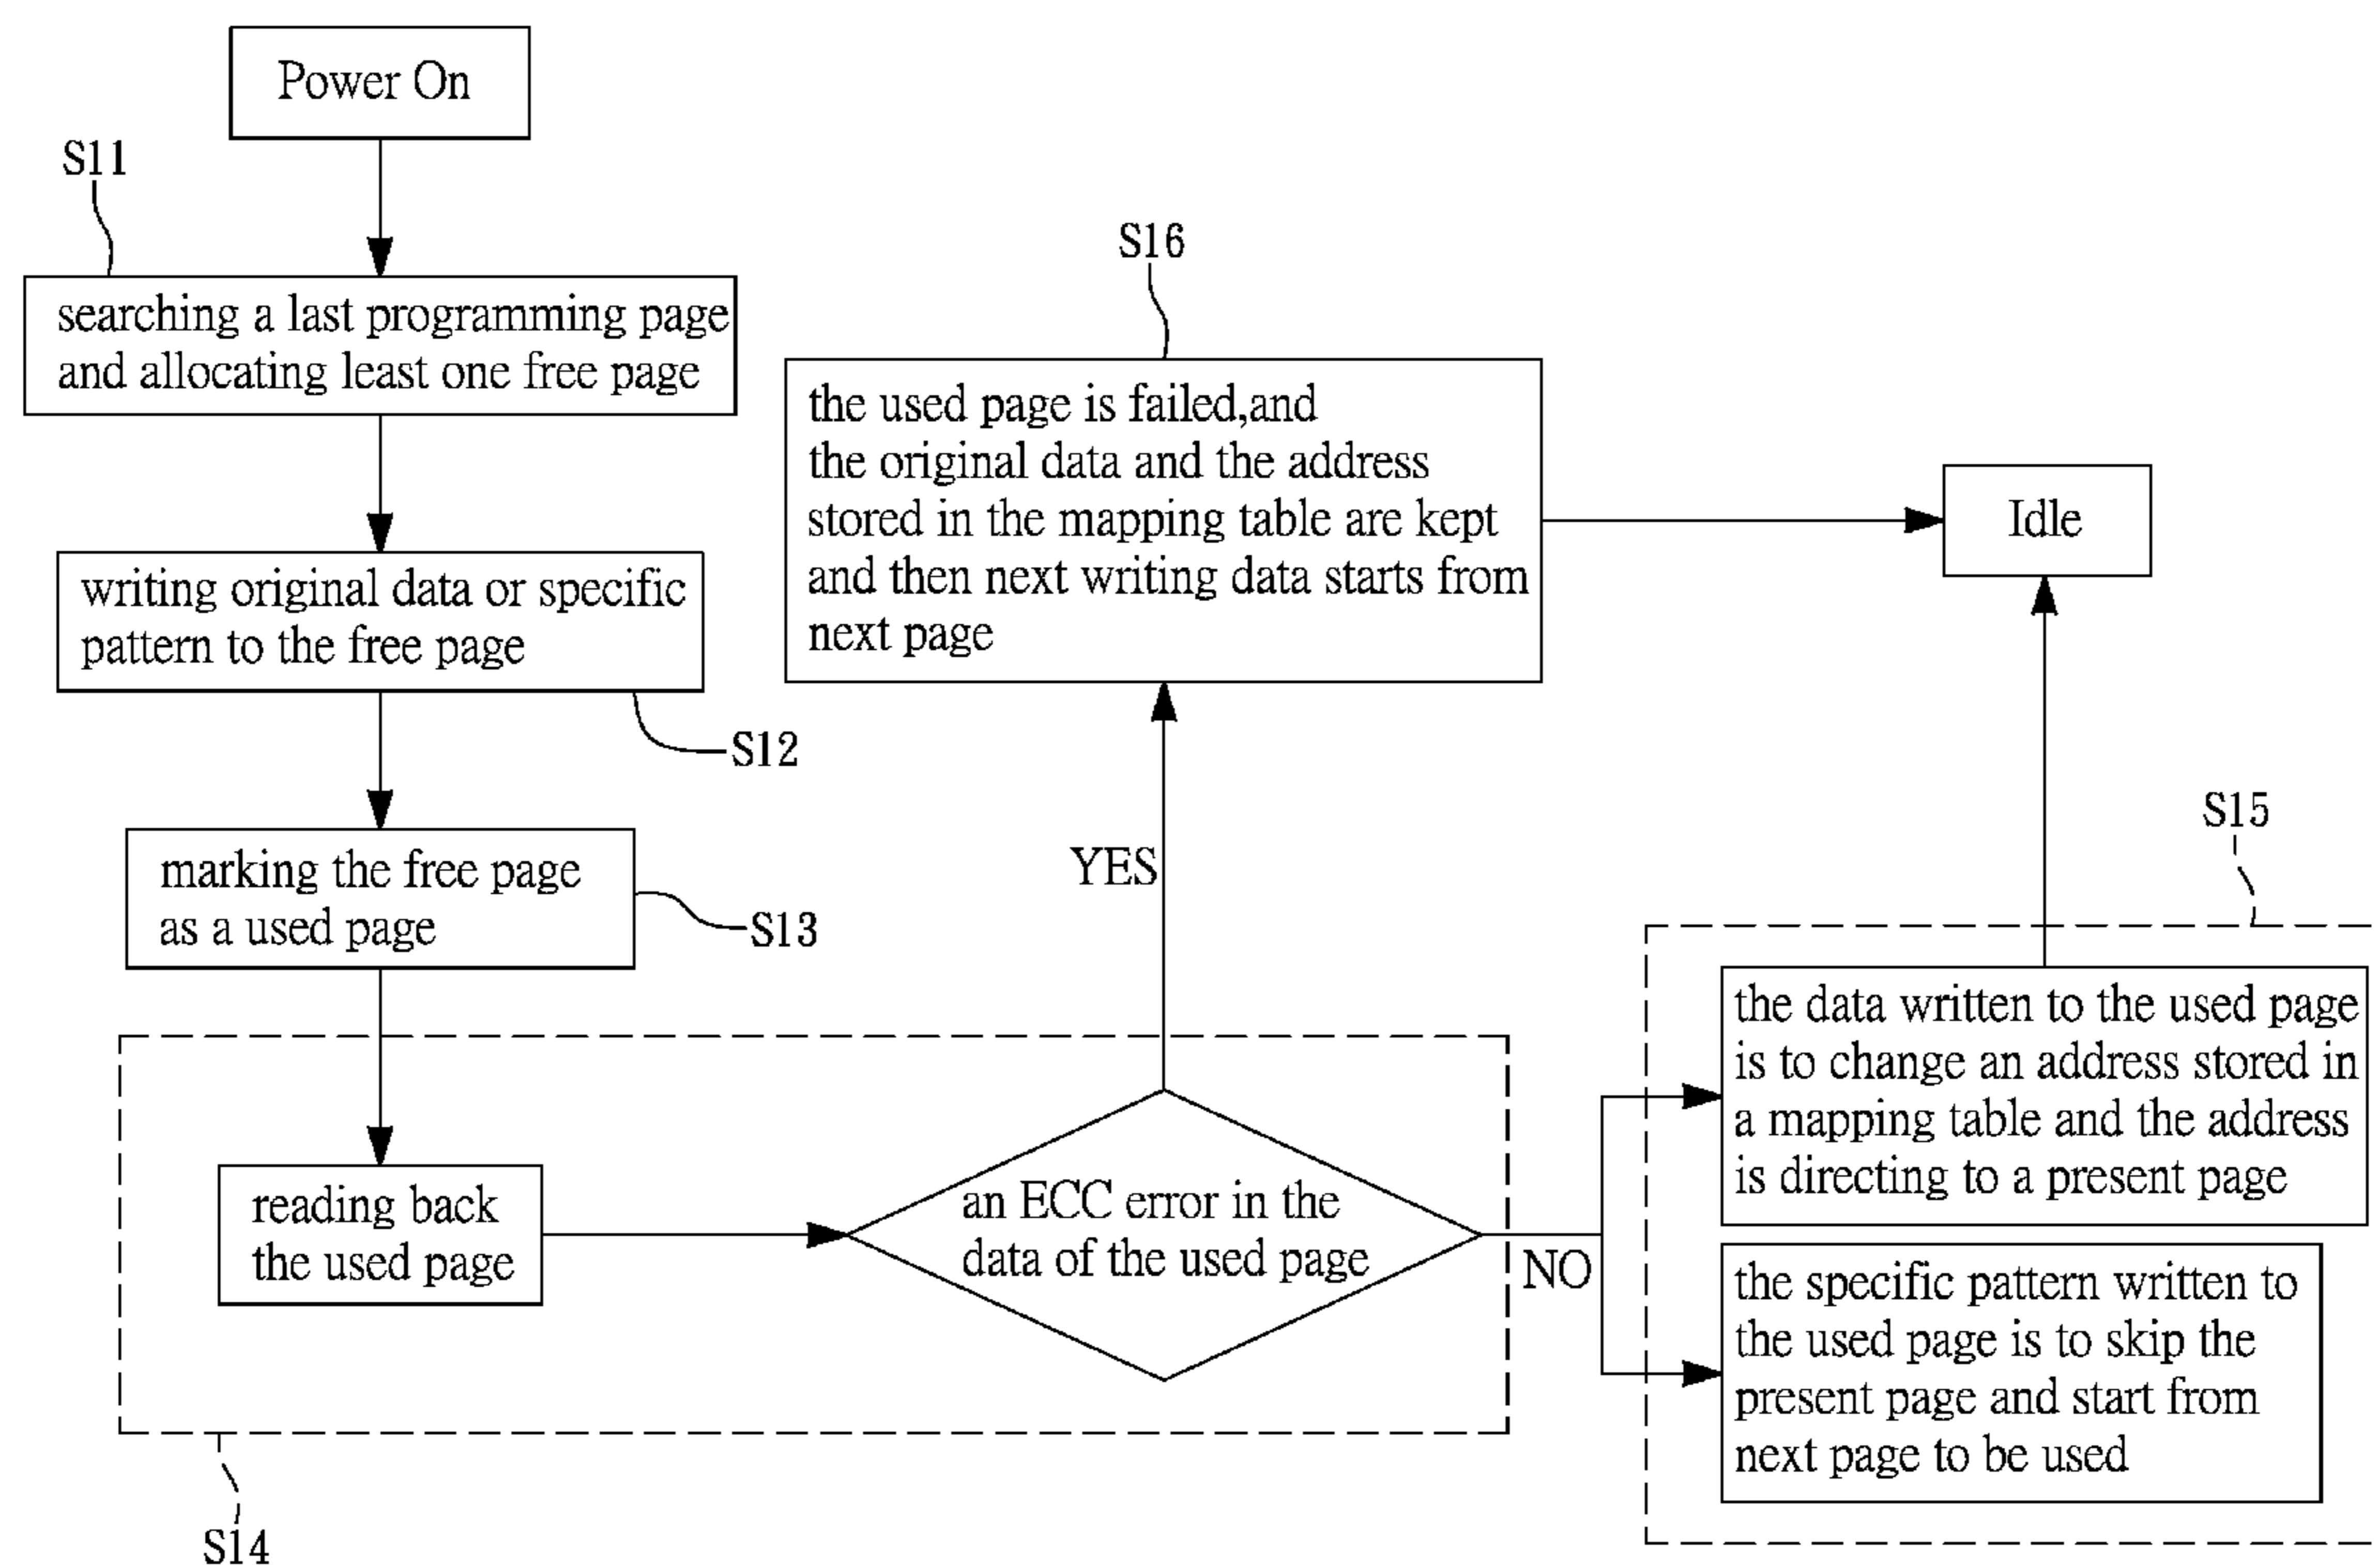 Power On
S11
searching a last programming page
and allocating least one free page
writing original data or specific
pattern to the free page
S12
marking the free page
as a used page
S13
reading back
the used page
S14
an ECC error in the
data of the used page
YES
NO
S16
the used page is failed,and
the original data and the address
stored in the mapping table are kept
and then next writing data starts from
next page
Idle
S15
the data written to the used page
is to change an address stored in
a mapping table and the address
is directing to a present page
the specific pattern written to
the used page is to skip the
present page and start from
next page to be used